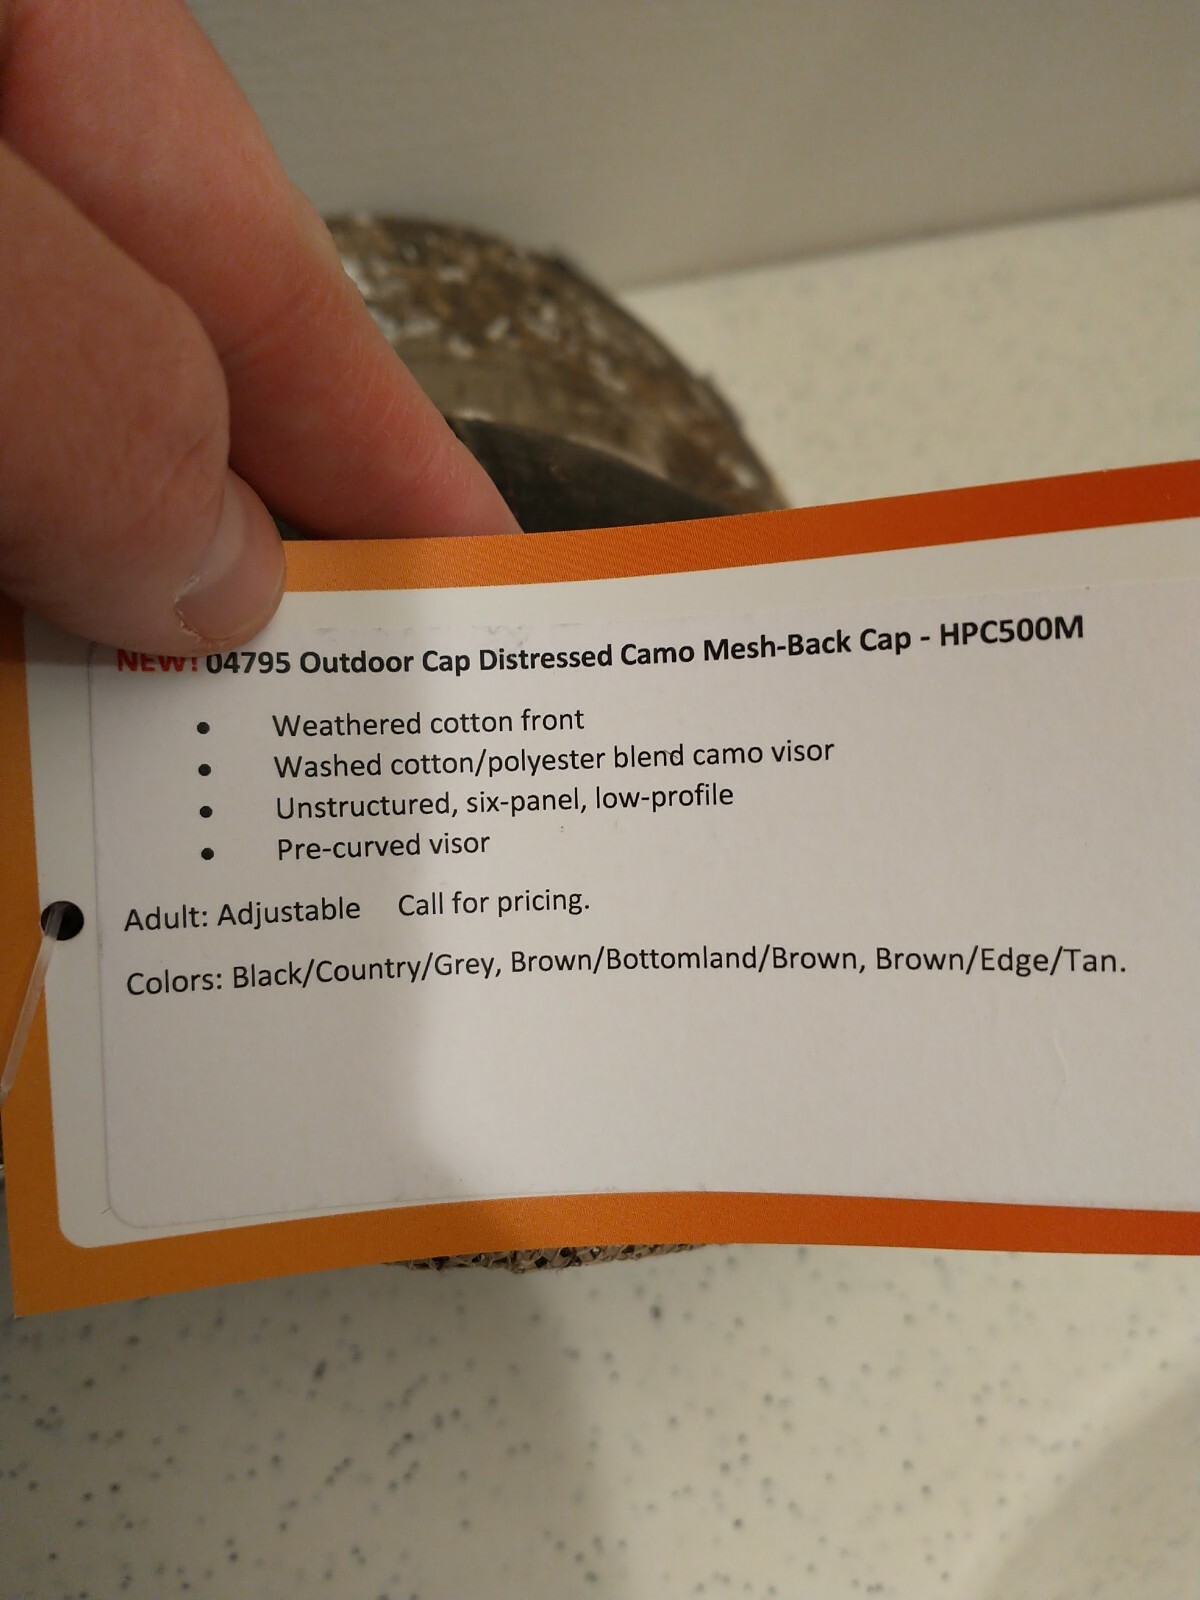 NEW! 04795 Outdoor Cap Distressed Camo Mesh-Back Cap - HPC500M
• Weathered cotton front
• Washed cotton/polyester blend camo visor
• Unstructured, six-panel, low-profile
• Pre-curved visor
Adult: Adjustable Call for pricing.
Colors: Black/Country/Grey, Brown/Bottomland/Brown, Brown/Edge/Tan.